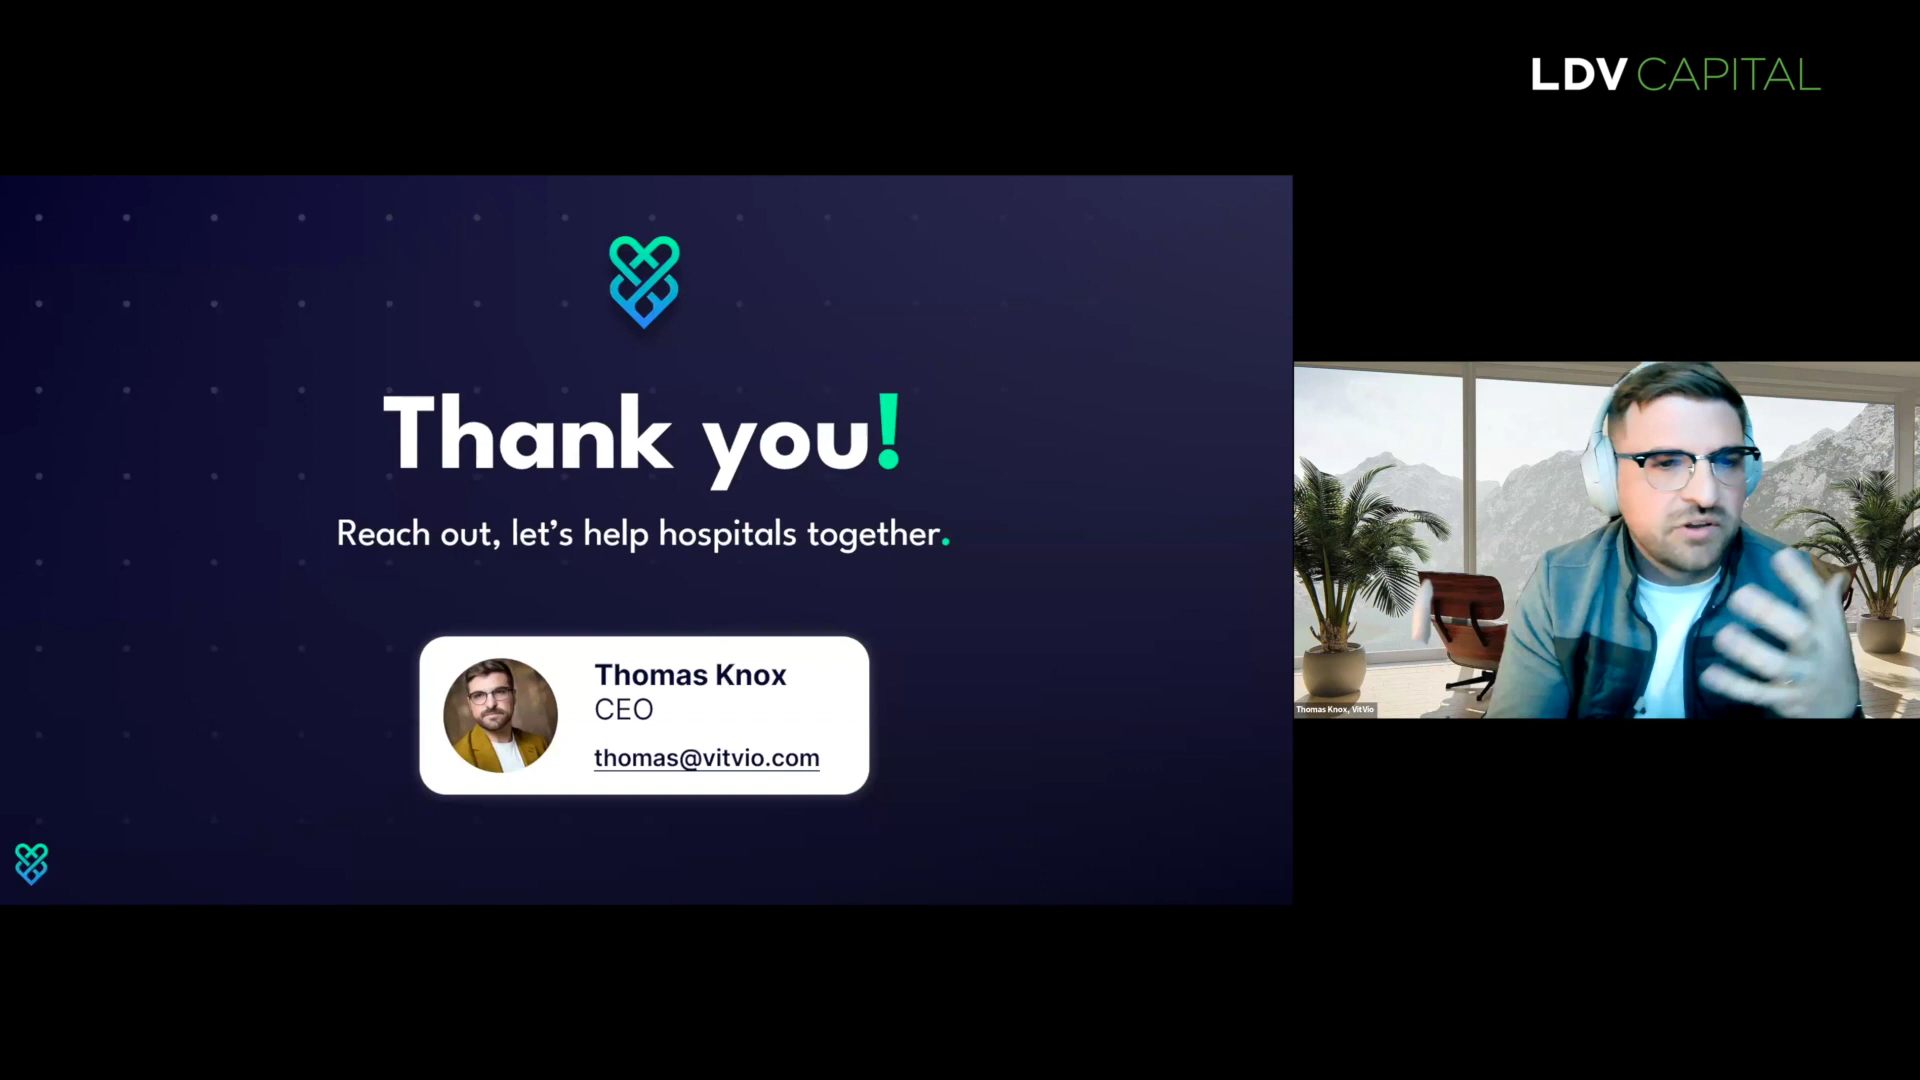 LDV CAPITAL
Thank you!
Reach out, let's help hospitals together.
Thomas Knox
CEO
thomas@vitvio.com
Thomas Knox, VitVio